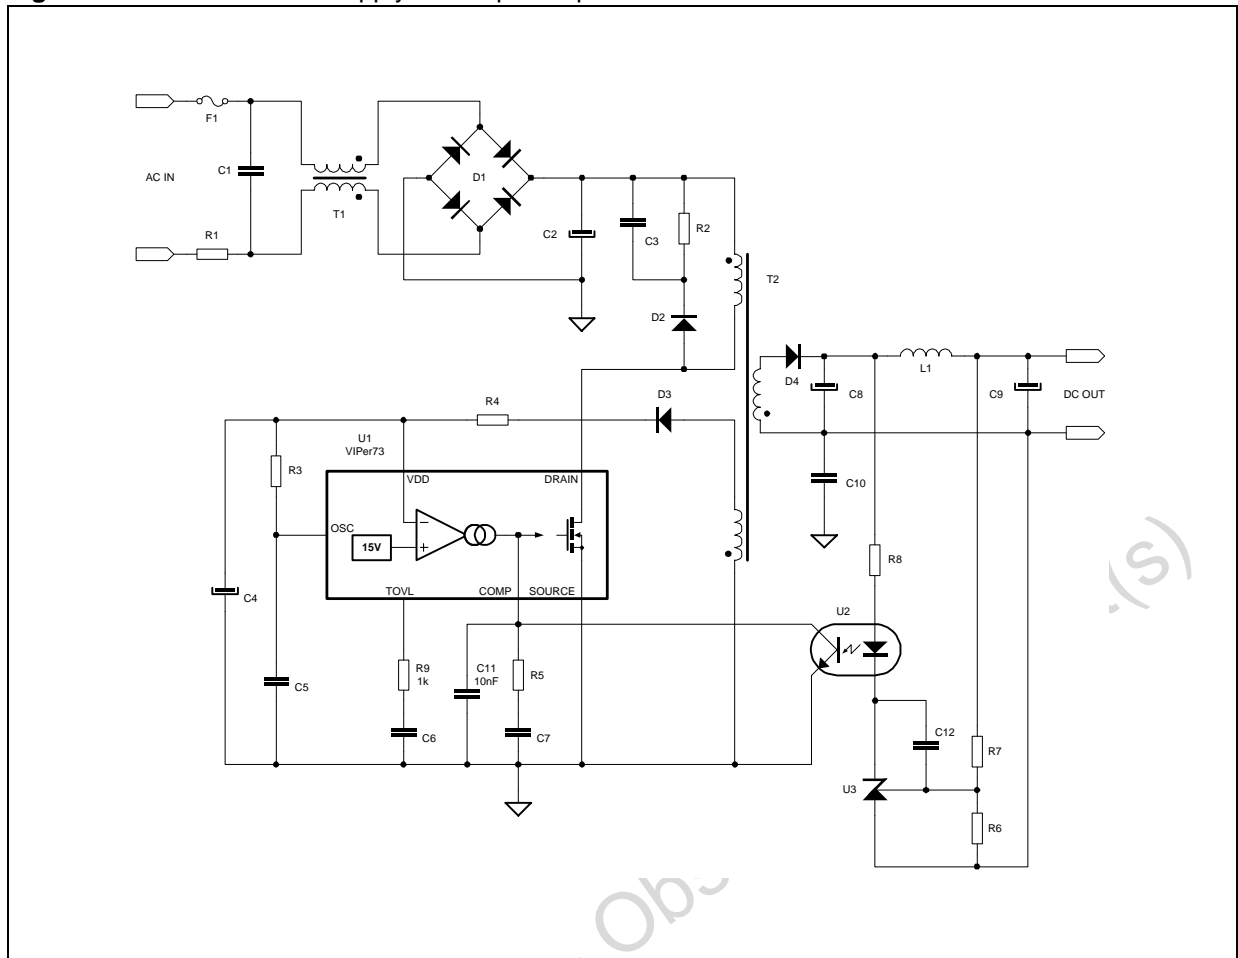 F1
C1
AC IN
R1
T1
D1
C2
C3
R2
T2
D2
D4
C8
L1
C9
DC OUT
D3
R4
U1
VIPer73
R3
VDD
DRAIN
C10
OSC
15V
−
+
TOVL
COMP
SOURCE
R8
C4
U2
R9
1k
C11
10nF
R5
C5
C6
C7
C12
R7
U3
R6
(s)